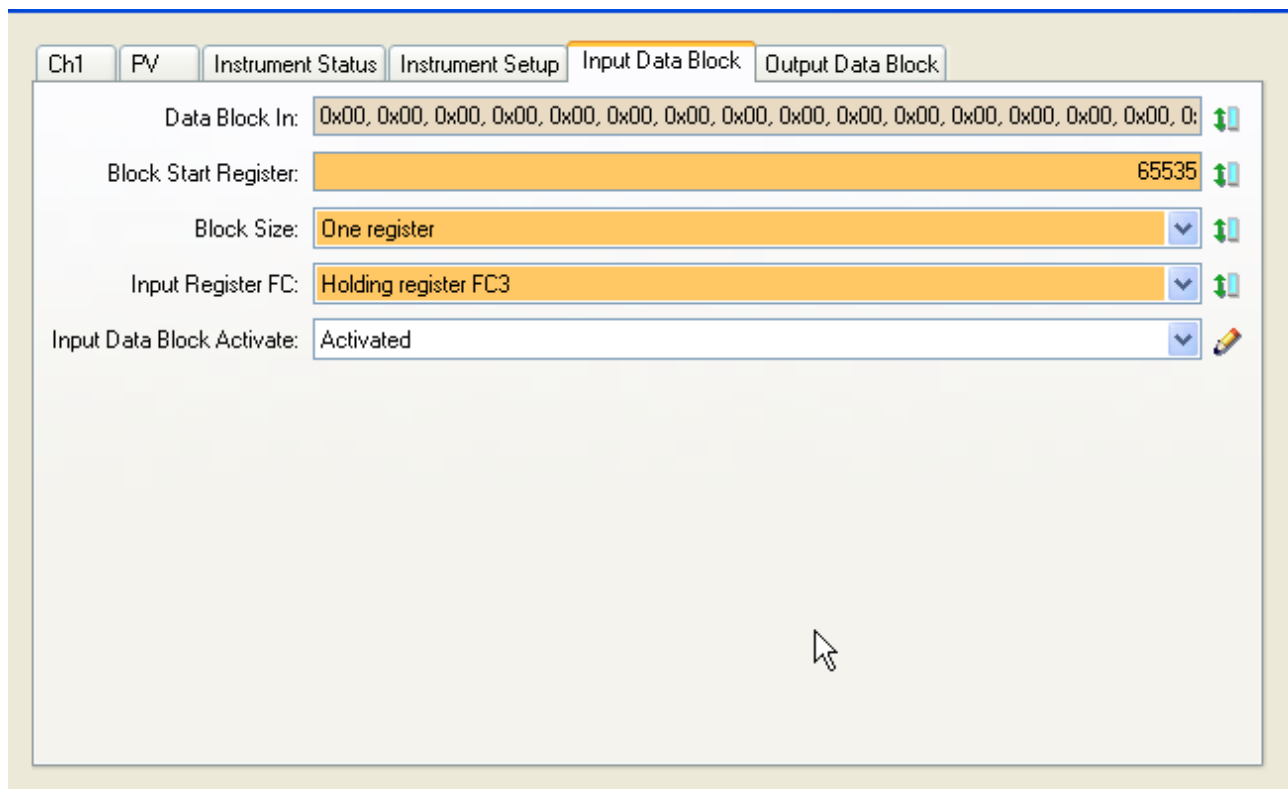 Ch1 PV Instrument Status Instrument Setup Input Data Block Output Data Block
Data Block In: 0x00, 0x00, 0x00, 0x00, 0x00, 0x00, 0x00, 0x00, 0x00, 0x00, 0x00, 0x00, 0x00, 0x00, 0x00, 0:
Block Start Register: 65535
Block Size: One register
Input Register FC: Holding register FC3
Input Data Block Activate: Activated